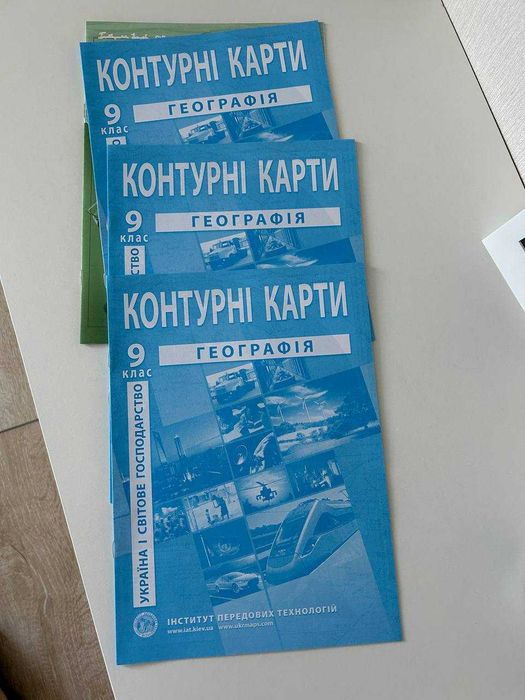 КОНТУРНІ КАРТИ
9
клас
ГЕОГРАФІЯ
КОНТУРНІ КАРТИ
9
клас
ГЕОГРАФІЯ
СТВО
КОНТУРНІ КАРТИ
9
клас
ГЕОГРАФІЯ
УКРАЇНА І СВІТОВЕ ГОСПОДАРСТВО
ІНСТИТУТ ПЕРЕДОВИХ ТЕХНОЛОГІЙ
www.iat.kiev.ua www.ukrmaps.com